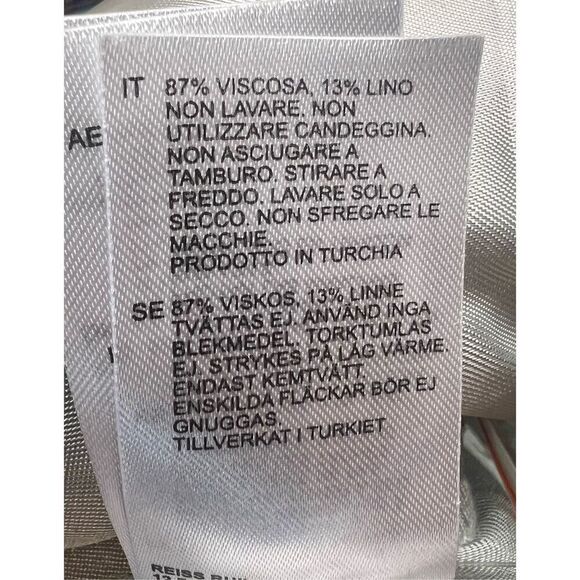 IT 87% VISCOSA, 13% LINO
NON LAVARE. NON
UTILIZZARE CANDEGGINA.
NON ASCIUGARE A
TAMBURO. STIRARE A
FREDDO. LAVARE SOLO A
SECCO. NON SFREGARE LE
MACCHIE.
PRODOTTO IN TURCHIA
SE 87% VISKOS, 13% LINNE
TVÄTTAS EJ. ANVÄND INGA
BLEKMEDEL. TORKTUMLAS
EJ. STRYKES PÅ LÅG VÄRME.
ENDAST KEMTVÄTT.
ENSKILDA FLÄCKAR BÖR EJ
GNUGGAS.
TILLVERKAT I TURKIET
REISS
AE